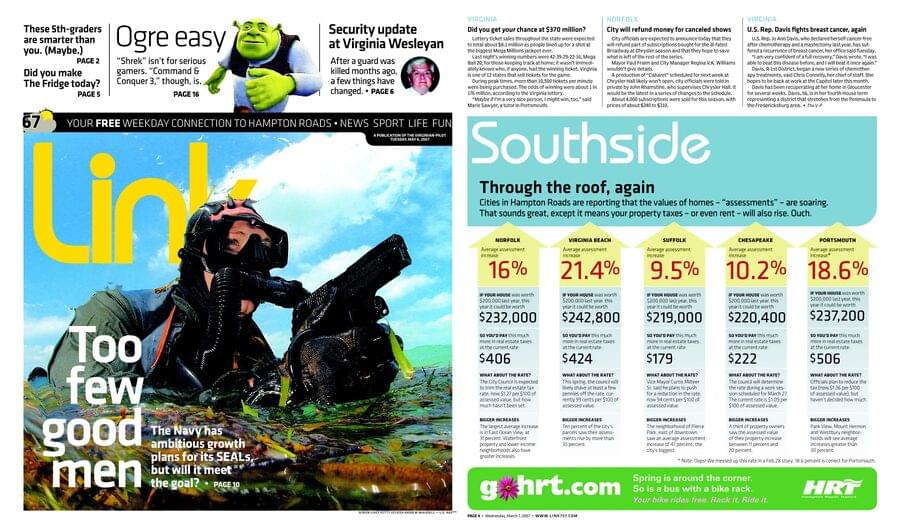 These 5th-graders
are smarter than
you. (Maybe.)
PAGE 2
Did you make
The Fridge today?
PAGE 5
Ogre easy
"Shrek" isn't for serious
gamers. "Command &
Conquer 3," though, is.
PAGE 16
Security update
at Virginia Wesleyan
After a guard was
killed months ago,
a few things have
changed. • PAGE 6
67
YOUR FREE WEEKDAY CONNECTION TO HAMPTON ROADS • NEWS SPORT LIFE FUN
A PUBLICATION OF THE VIRGINIAN-PILOT
TUESDAY, MAY 8, 2007
Link
Too
few
good
men
The Navy has
ambitious growth
plans for its SEALs,
but will it meet
the goal? • PAGE 10
VIRGINIA
Did you get your chance at $370 million?
Lottery ticket sales throughout the state were expected
to total about $8.1 million as people lined up for a shot at
the biggest Mega Millions jackpot ever.
Last night's winning numbers were 42-39-29-22-16, Mega
Ball 20, for those keeping track at home; it wasn't immedi-
ately known who, if anyone, had the winning ticket. Virginia
is one of 12 states that sell tickets for the game.
During peak times, more than 10,500 tickets per minute
were being purchased. The odds of winning were about 1 in
176 million, according to the Virginia lottery.
"Maybe if I'm a very nice person, I might win, too," said
Marie Sawyer, a tutor in Portsmouth.
NORFOLK
City will refund money for canceled shows
City officials are expected to announce today that they
will refund part of subscriptions bought for the ill-fated
Broadway at Chrysler season and that they hope to save
what is left of the rest of the series.
Mayor Paul Fraim and City Manager Regina V.K. Williams
wouldn't give details.
A production of "Cabaret" scheduled for next week at
Chrysler Hall likely won't open, city officials were told in
private by John Rhamstine, who supervises Chrysler Hall. It
would be the latest in a series of changes to the schedule.
About 4,000 subscriptions were sold for this season, with
prices of about $240 to $310.
VIRGINIA
U.S. Rep. Davis fights breast cancer, again
U.S. Rep. Jo Ann Davis, who declared herself cancer free
after chemotherapy and a mastectomy last year, has suf-
fered a recurrence of breast cancer, her office said Tuesday.
"I am very confident of a full recovery," Davis wrote. "I was
able to beat this disease before, and I will beat it once again."
Davis, R-1st District, began a new series of chemother-
apy treatments, said Chris Connelly, her chief of staff. She
hopes to be back at work at the Capitol later this month.
Davis has been recuperating at her home in Gloucester
for several weeks. Davis, 57, is in her fourth House term
representing a district that stretches from the Peninsula to
the Fredericksburg area. • The V-P
Southside
Through the roof, again
Cities in Hampton Roads are reporting that the values of homes – "assessments" – are soaring.
That sounds great, except it means your property taxes – or even rent – will also rise. Ouch.
NORFOLK
Average assessment
increase
16%
IF YOUR HOUSE was worth
$200,000 last year, this
year it could be worth
$232,000
SO YOU'D PAY this much
more in real estate taxes
at the current rate:
$406
WHAT ABOUT THE RATE?
The City Council is expected
to trim the real estate tax
rate, now $1.27 per $100 of
assessed value, but how
much hasn't been set.
BIGGER INCREASES
The largest average increase
is in East Ocean View, at
31 percent. Waterfront
property and lower-income
neighborhoods also have
greater increases.
VIRGINIA BEACH
Average assessment
increase
21.4%
IF YOUR HOUSE was worth
$200,000 last year, this
year it could be worth
$242,800
SO YOU'D PAY this much
more in real estate taxes
at the current rate:
$424
WHAT ABOUT THE RATE?
This spring, the council will
likely shave at least a few
pennies off the rate, cur-
rently 99 cents per $100 of
assessed value.
BIGGER INCREASES
Ten percent of the city's
parcels saw their assess-
ments rise by more than
35 percent.
SUFFOLK
Average assessment
increase
9.5%
IF YOUR HOUSE was worth
$200,000 last year, this
year it could be worth
$219,000
SO YOU'D PAY this much
more in real estate taxes
at the current rate:
$179
WHAT ABOUT THE RATE?
Vice Mayor Curtis Milteer
Sr. said he plans to push
for a reduction in the rate,
now 94 cents per $100 of
assessed value.
BIGGER INCREASES
The neighborhood of Pierce
Park, east of downtown,
saw an average assessment
increase of 47 percent, the
city's biggest.
CHESAPEAKE
Average assessment
increase
10.2%
IF YOUR HOUSE was worth
$200,000 last year, this
year it could be worth
$220,400
SO YOU'D PAY this much
more in real estate taxes
at the current rate:
$222
WHAT ABOUT THE RATE?
The council will determine
the rate during a work ses-
sion scheduled for March 27.
The current rate is $1.09 per
$100 of assessed value.
BIGGER INCREASES
A third of property owners
saw the assessed value
of their property increase
between 11 percent and
20 percent.
PORTSMOUTH
Average assessment
increase*
18.6%
IF YOUR HOUSE was worth
$200,000 last year, this
year it could be worth
$237,200
SO YOU'D PAY this much
more in real estate taxes
at the current rate:
$506
WHAT ABOUT THE RATE?
Officials plan to reduce the
tax (now $1.36 per $100
of assessed value), but
haven't decided how much.
BIGGER INCREASES
Park View, Mount Hermon
and Westbury neighbor-
hoods will see average
increases greater than
30 percent.
* Note: Oops! We messed up this rate in a Feb.28 story; 18.6 percent is correct for Portsmouth.
gohrt.com
Spring is around the corner.
So is a bus with a bike rack.
Your bike rides free. Rack it. Ride it.
HRT
Hampton Roads Transit
PAGE 6 • Wednesday, March 7, 2007 • WWW.LINK757.COM